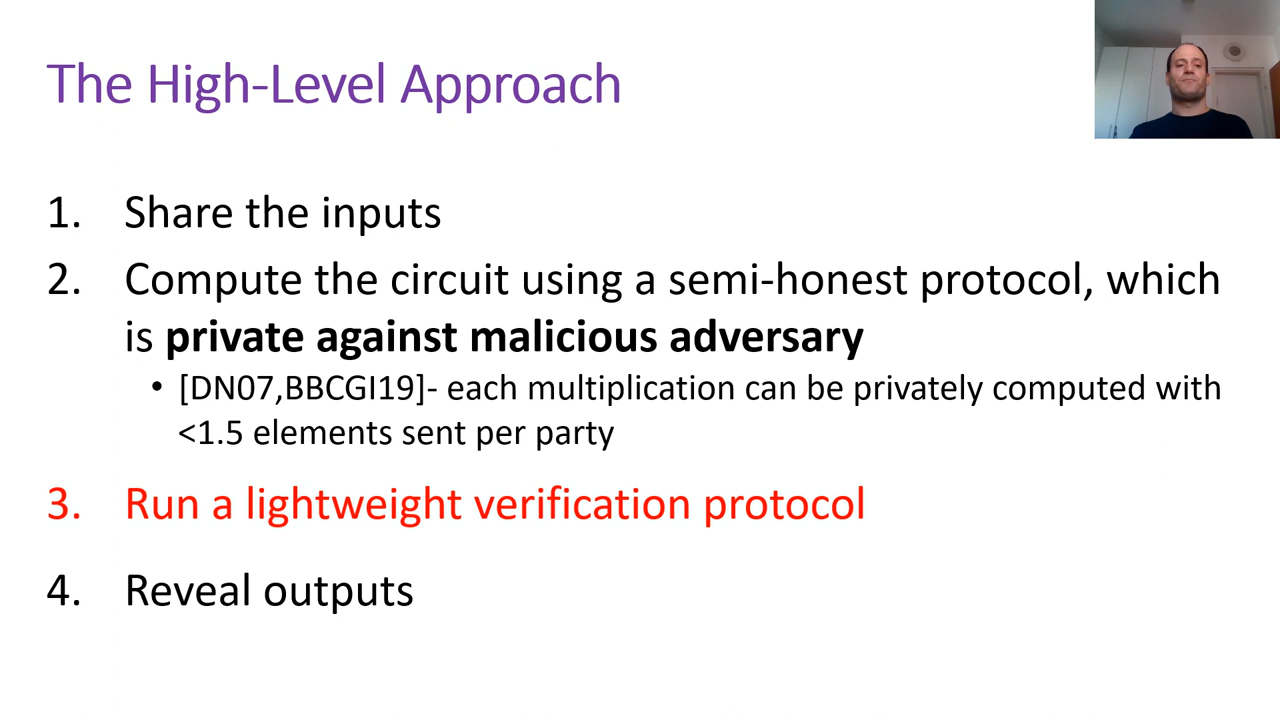 The High-Level Approach
1. Share the inputs
2. Compute the circuit using a semi-honest protocol, which
is private against malicious adversary
• [DN07,BBCGI19]- each multiplication can be privately computed with
<1.5 elements sent per party
3. Run a lightweight verification protocol
4. Reveal outputs